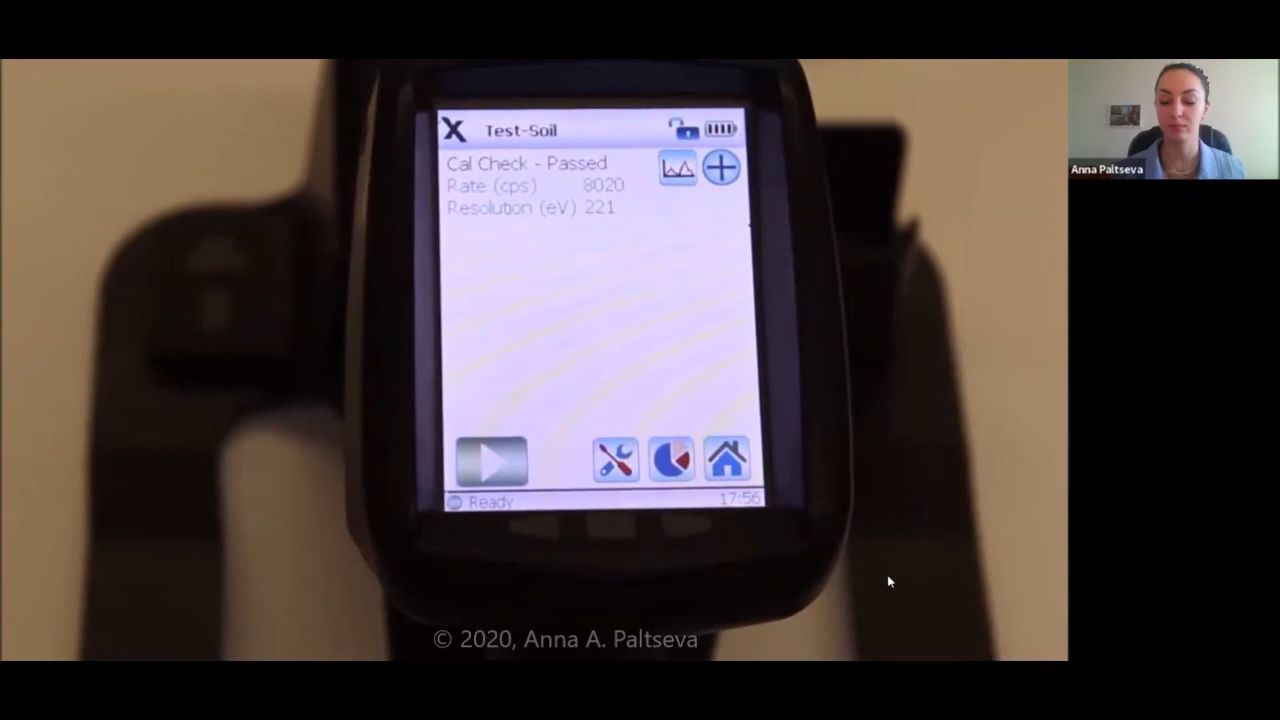 X Test-Soil
Cal Check - Passed
Rate (cps) 8020
Resolution (eV) 221
Ready 17:56
© 2020, Anna A. Paltseva
Anna Paltseva